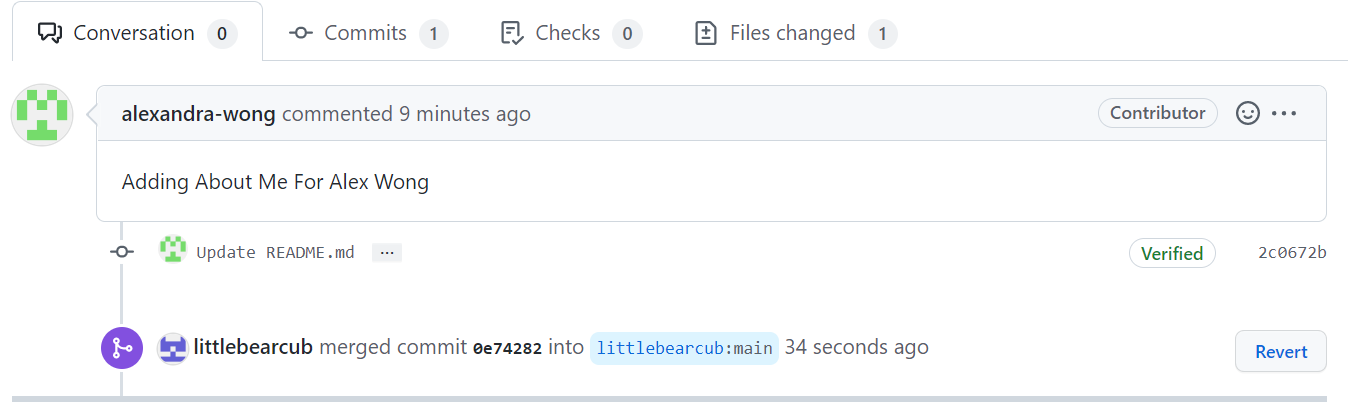 Conversation 0 Commits 1 Checks 0 Files changed 1
alexandra-wong commented 9 minutes ago Contributor
Adding About Me For Alex Wong
Update README.md ... Verified 2c0672b
littlebearcub merged commit 0e74282 into littlebearcub:main 34 seconds ago Revert